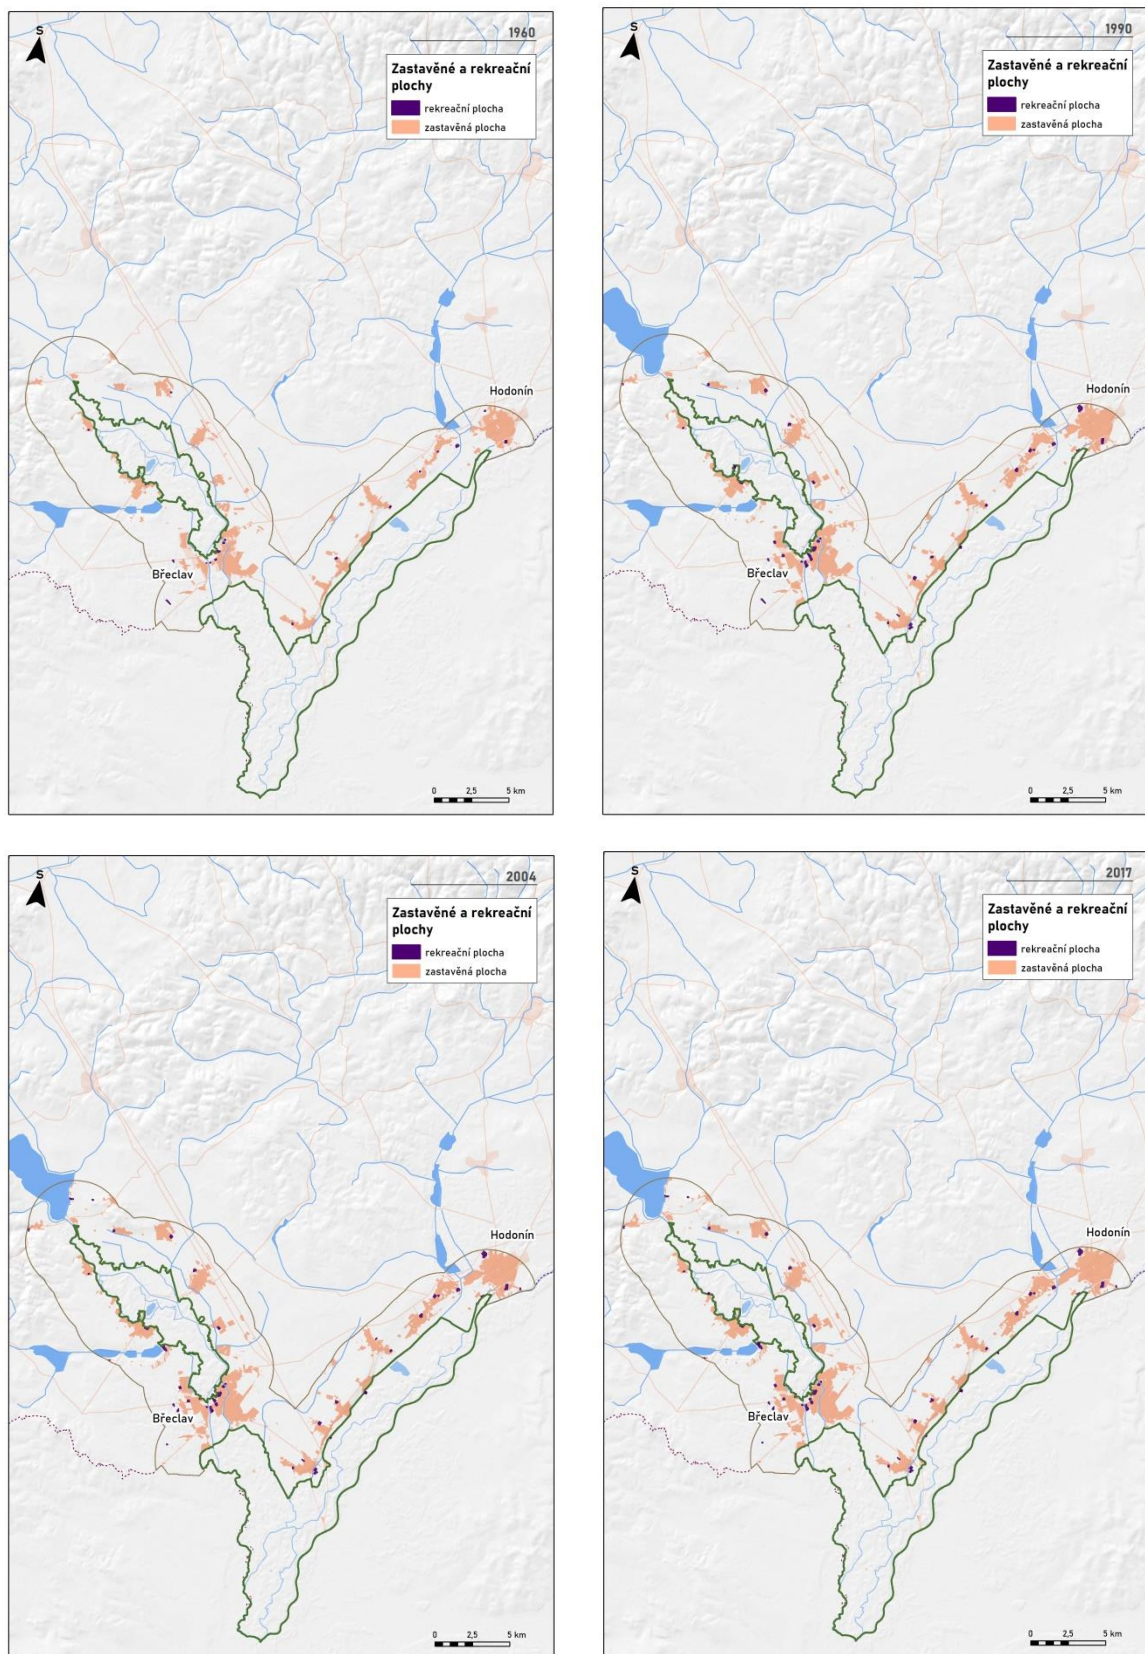 S
1960
Zastavěné a rekreační
plochy
rekreační plocha
zastavěná plocha
Hodonín
Břeclav
0 2,5 5 km
S
1990
Zastavěné a rekreační
plochy
rekreační plocha
zastavěná plocha
Hodonín
Břeclav
0 2,5 5 km
S
2004
Zastavěné a rekreační
plochy
rekreační plocha
zastavěná plocha
Hodonín
Břeclav
0 2,5 5 km
S
2017
Zastavěné a rekreační
plochy
rekreační plocha
zastavěná plocha
Hodonín
Břeclav
0 2,5 5 km